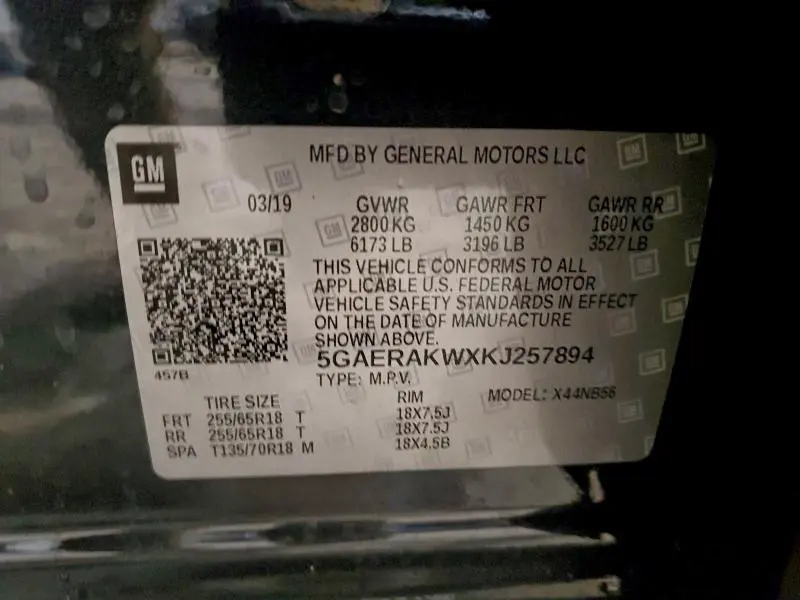 GM
MFD BY GENERAL MOTORS LLC
03/19 GVWR GAWR FRT GAWR RR
2800 KG 1450 KG 1600 KG
6173 LB 3196 LB 3527 LB
THIS VEHICLE CONFORMS TO ALL
APPLICABLE U.S. FEDERAL MOTOR
VEHICLE SAFETY STANDARDS IN EFFECT
ON THE DATE OF MANUFACTURE
SHOWN ABOVE.
5GAERAKWXKJ257894
457B
TYPE: M.P.V.
TIRE SIZE RIM MODEL: X44NB56
FRT 255/65R18 T 18X7.5J
RR 255/65R18 T 18X7.5J
SPA T135/70R18 M 18X4.5B